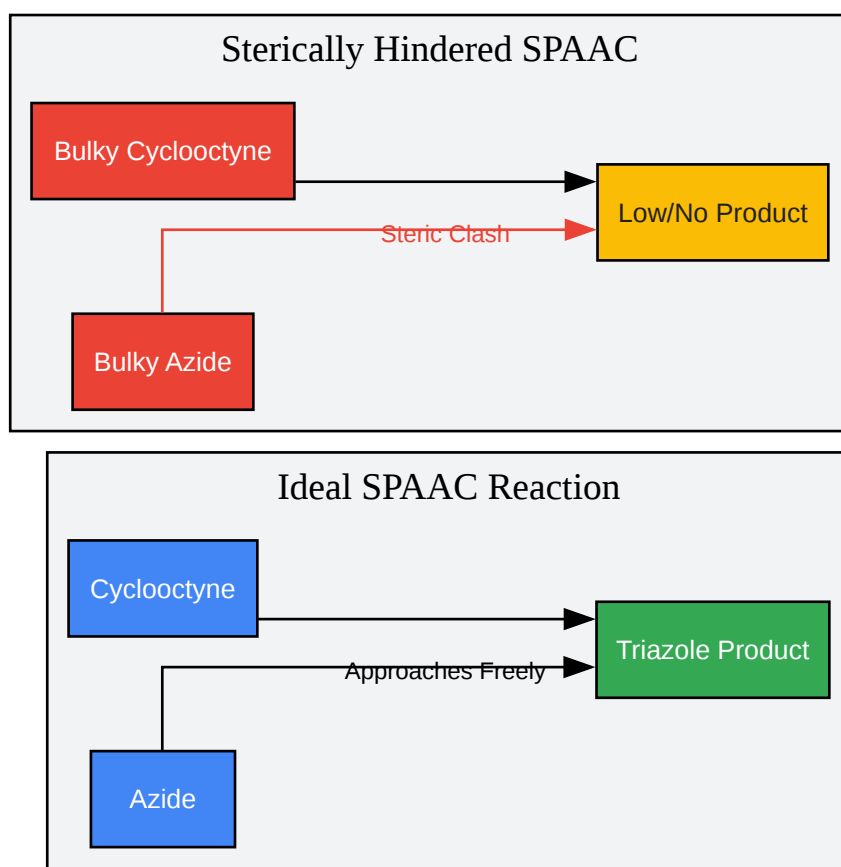 Sterically Hindered SPAAC
Bulky Cyclooctyne
Low/No Product
Steric Clash
Bulky Azide
Ideal SPAAC Reaction
Cyclooctyne
Triazole Product
Approaches Freely
Azide